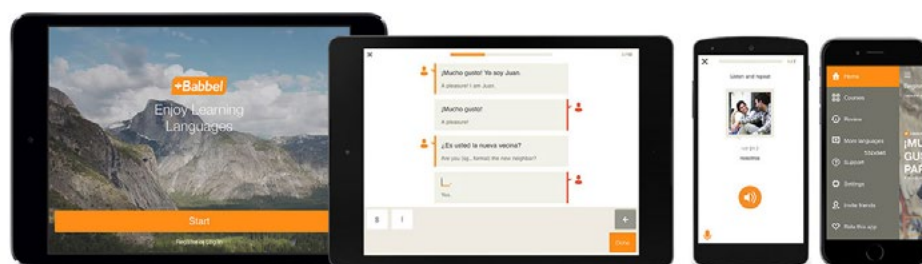 +Babbel
Enjoy Learning
Languages
Start
¡Mucho gusto! Yo soy Juan.
A pleasure! I am Juan.
¡Mucho gusto!
A pleasure!
¿Es usted la nueva vecina?
Are you (sg., formal) the new neighbor?
Yes.
Done
Listen and repeat
nosotros
Home
Courses
Review
More languages
Support
Settings
Invite friends
Rate this app
¡MU
GUS
PAR